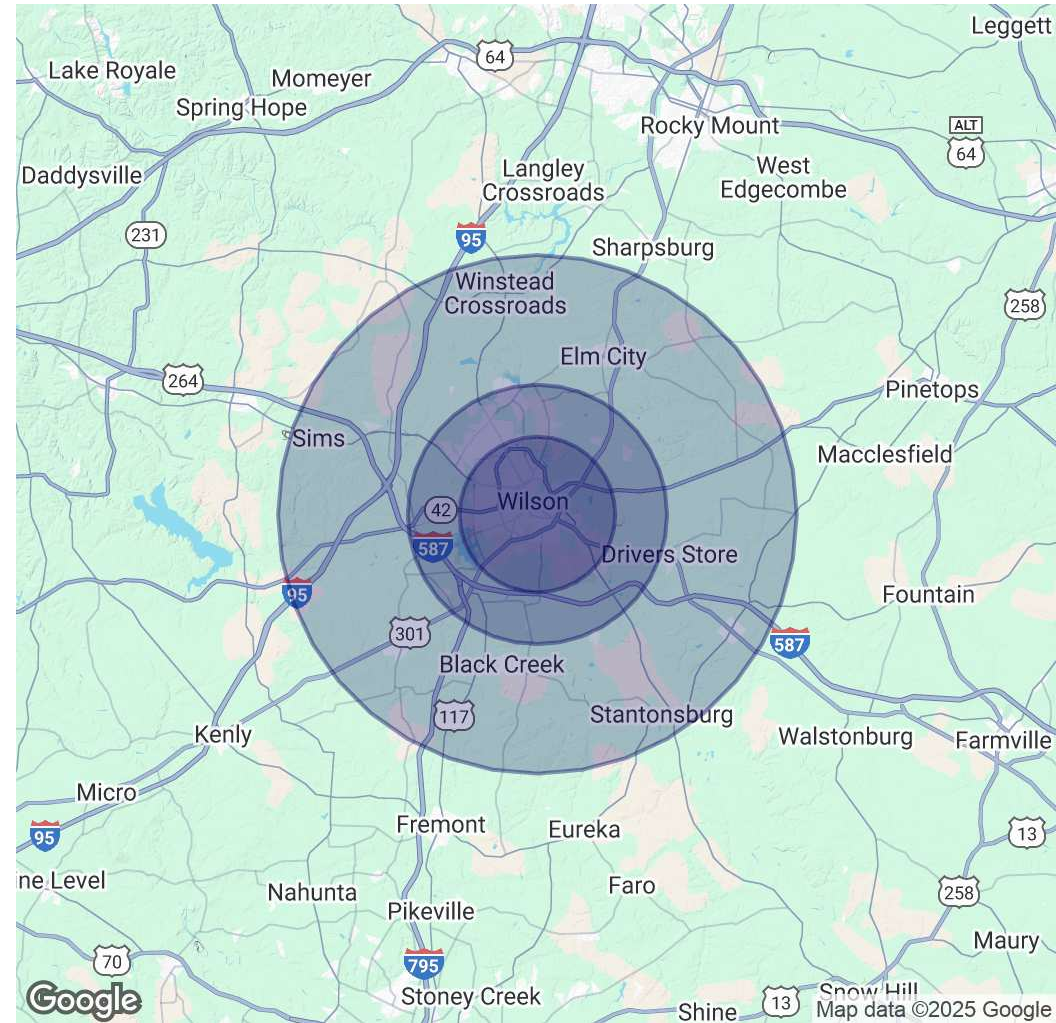 Leggett
64
Lake Royale
Momeyer
Spring Hope
Rocky Mount
ALT
64
Langley
Crossroads
West
Edgecombe
Daddysville
231
95
Sharpsburg
Winstead
Crossroads
258
Elm City
264
Pinetops
Sims
Macclesfield
Wilson
42
587
Drivers Store
95
Fountain
301
587
Black Creek
117
Stantonsburg
Kenly
Walstonburg
Farmville
Micro
Fremont
Eureka
13
95
ine Level
Nahunta
Faro
258
Pikeville
Maury
70
795
Google
Stoney Creek
Shine
13
Snow Hill
Map data ©2025 Google